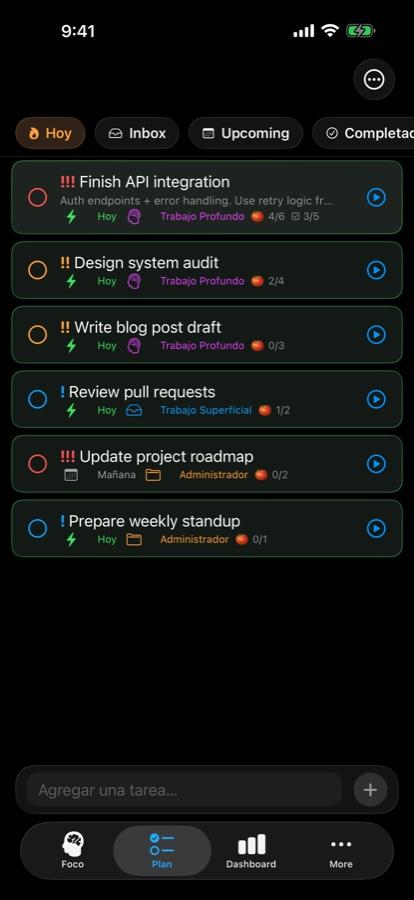 9:41
Hoy
Inbox
Upcoming
Completac
!!! Finish API integration
Auth endpoints + error handling. Use retry logic fr...
Hoy Trabajo Profundo 4/6 3/5
!! Design system audit
Hoy Trabajo Profundo 2/4
!! Write blog post draft
Hoy Trabajo Profundo 0/3
! Review pull requests
Hoy Trabajo Superficial 1/2
!!! Update project roadmap
Mañana Administrador 0/2
! Prepare weekly standup
Hoy Administrador 0/1
Agregar una tarea...
Foco
Plan
Dashboard
More